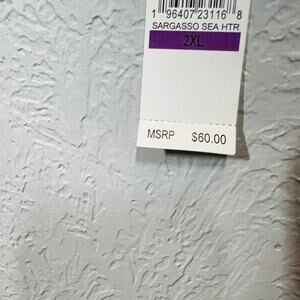 1 96407 23116 8
SARGASSO SEA HTR
2XL
MSRP $60.00